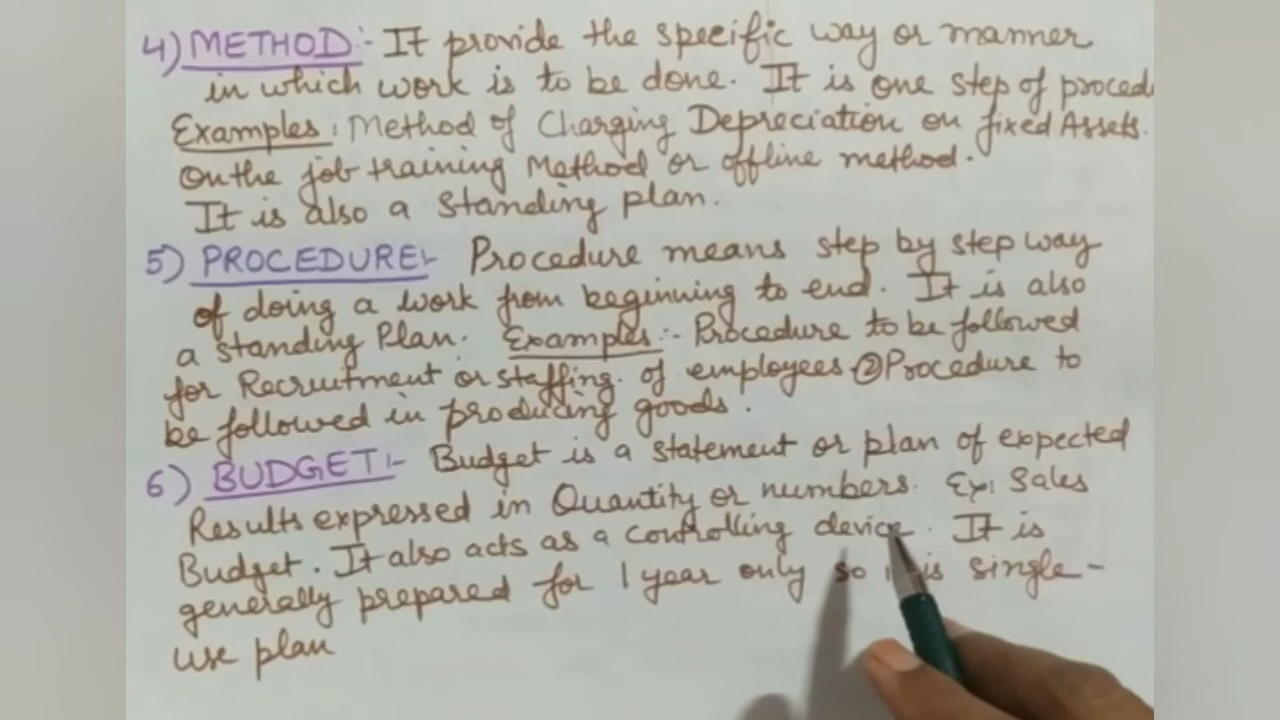 4) METHOD:- It provide the specific way or manner
in which work is to be done. It is one step of proced
Examples: Method of Charging Depreciation on fixed Assets.
On the job training Method or offline method.
It is also a standing plan.
5) PROCEDURE:- Procedure means step by step way
of doing a work from beginning to end. It is also
a standing Plan. Examples:- Procedure to be followed
for Recruitment or staffing of employees ② Procedure to
be followed in producing goods.
6) BUDGET:- Budget is a statement or plan of expected
Results expressed in Quantity or numbers. Ex: Sales
Budget. It also acts as a controlling device. It is
generally prepared for 1 year only so is single-
use plan